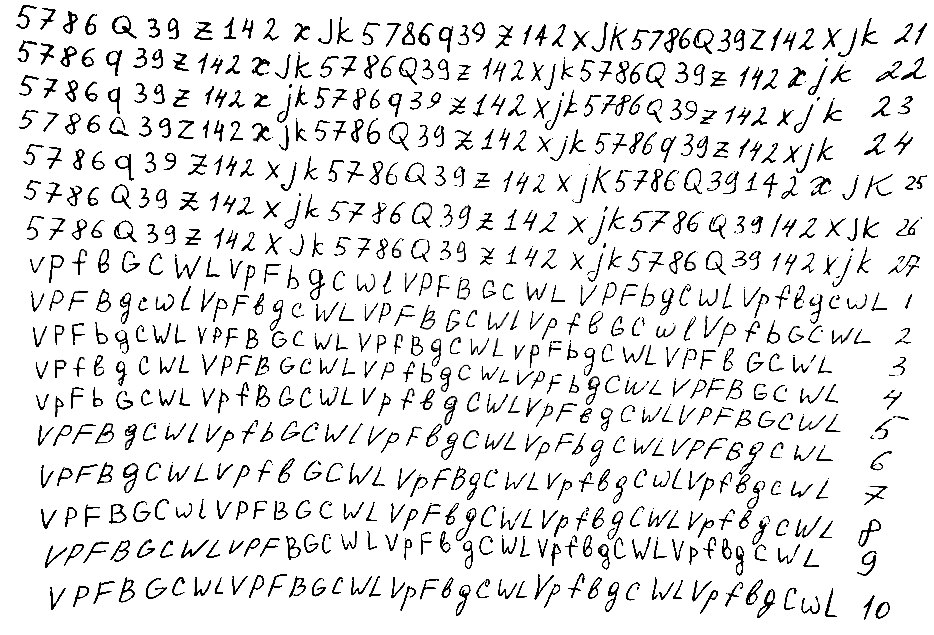 5786Q39Z142xJk5786q39z142xJK5786Q39Z142xjk 21
5786q39z142xJk5786Q39z142xjk5786Q39z142xjk 22
5786q39z142xjk5786q39z142xjk5786Q39z142xjk 23
5786Q39Z142xjk5786Q39z142xjk5786q39z142xjk 24
5786q39z142xjk5786Q39z142xjK5786Q39142xJK 25
5786Q39z142xjk5786Q39z142xjk5786Q39142xJk 26
5786Q39z142xJk5786Q39z142xjk5786Q39142xjk 27
vpfBGCWLVpFbgCWlVPFBGCWLVPFbgCWLVpfBgcwL 1
VPFBgcwlVpFBgCWLVPFBGCWlVpfBGCwlVpfbGCWL 2
VPFbgCWLVPFBGCWLVPfBgCWLvpFbgCWLVPFBGCWL 3
vpfBgCWLVPFBGCWLVpfbgCWLVPFbgCWLVPFBGCWL 4
vpFbGCWLVpfBGCWLVpfBgCWLVpFBgCWLVPFBGCWL 5
VPFBgCWlVpfbGCWlVpFBgCWLVpFbgCWLVpFBgCWL 6
VPFBgCWLVpfBGCWLVpFBgCWLVpfBgCWLVpfBgcWL 7
VPFBGCWlVPFBGCWLVPFBgCWLVpfBgCWLVpfBgCWL 8
VPFBGCWLVPFBGCWLVpFBgCWLVpfBgCWLVpfBgCWL 9
VPFBGCWLVPFBGCWLVpFBgCWLVpfBgCWLVpfBgCwL 10